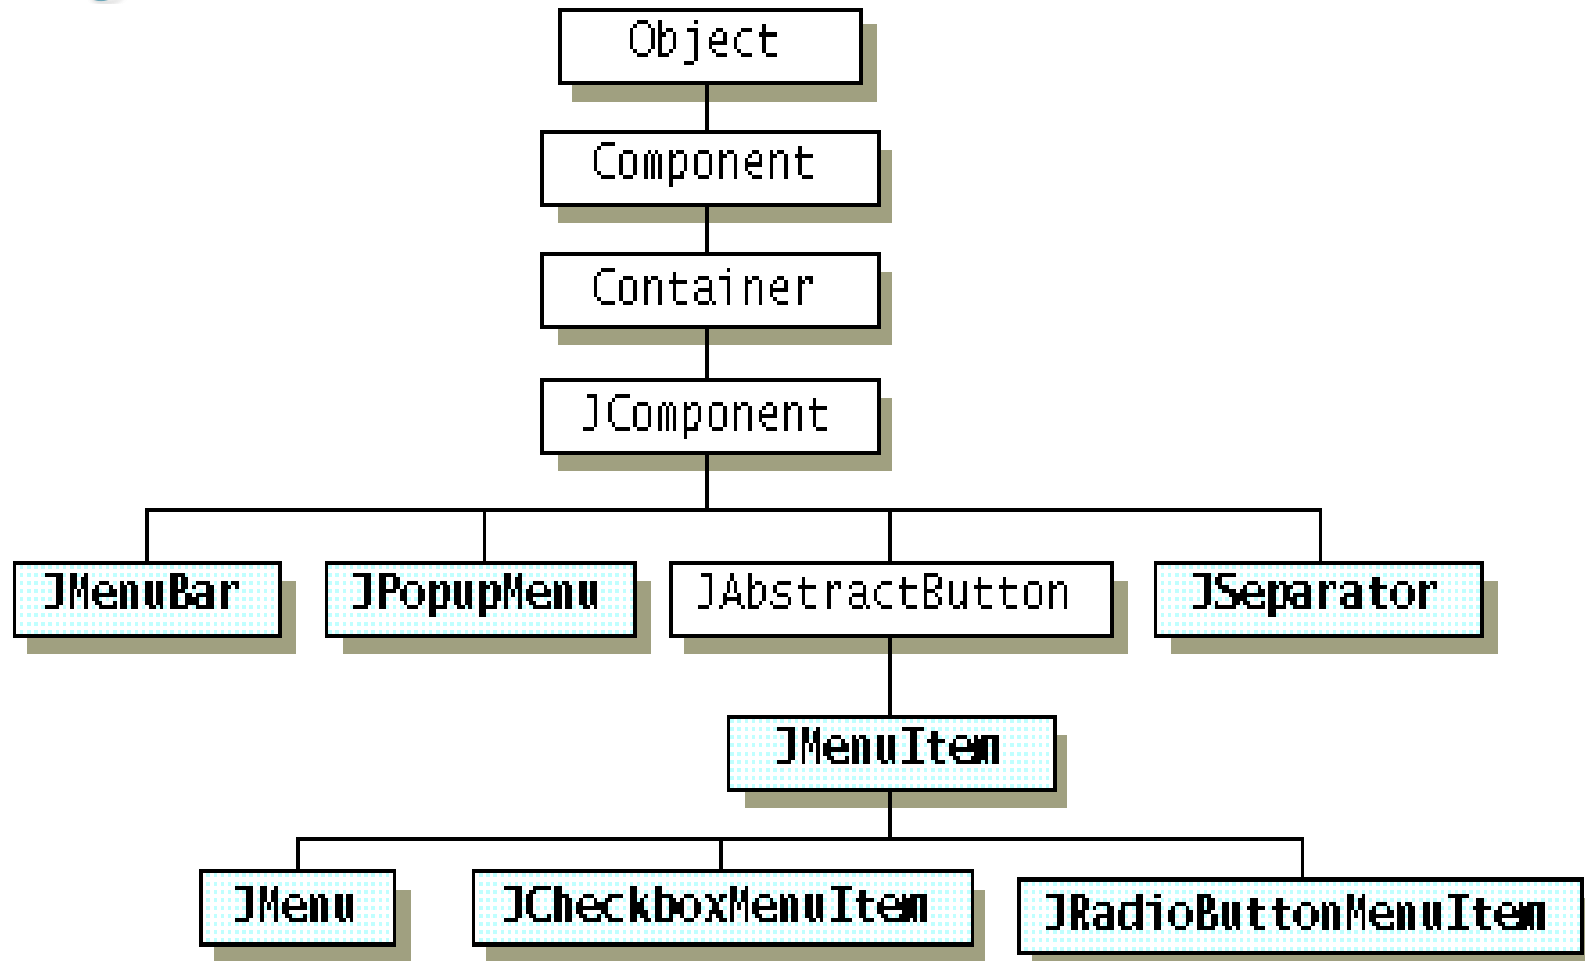 Object
Component
Container
JComponent
JMenuBar
JPopupMenu
JAbstractButton
JSeparator
JMenuItem
JMenu
JCheckboxMenuItem
JRadioButtonMenuItem